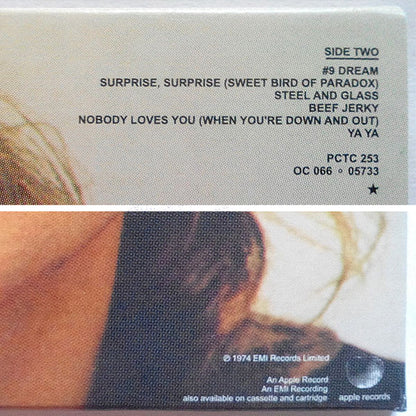 SIDE TWO
#9 DREAM
SURPRISE, SURPRISE (SWEET BIRD OF PARADOX)
STEEL AND GLASS
BEEF JERKY
NOBODY LOVES YOU (WHEN YOU'RE DOWN AND OUT)
YA YA
PCTC 253
OC 066 ∘ 05733
★
℗ 1974 EMI Records Limited
An Apple Record
An EMI Recording
also available on cassette and cartridge
apple records